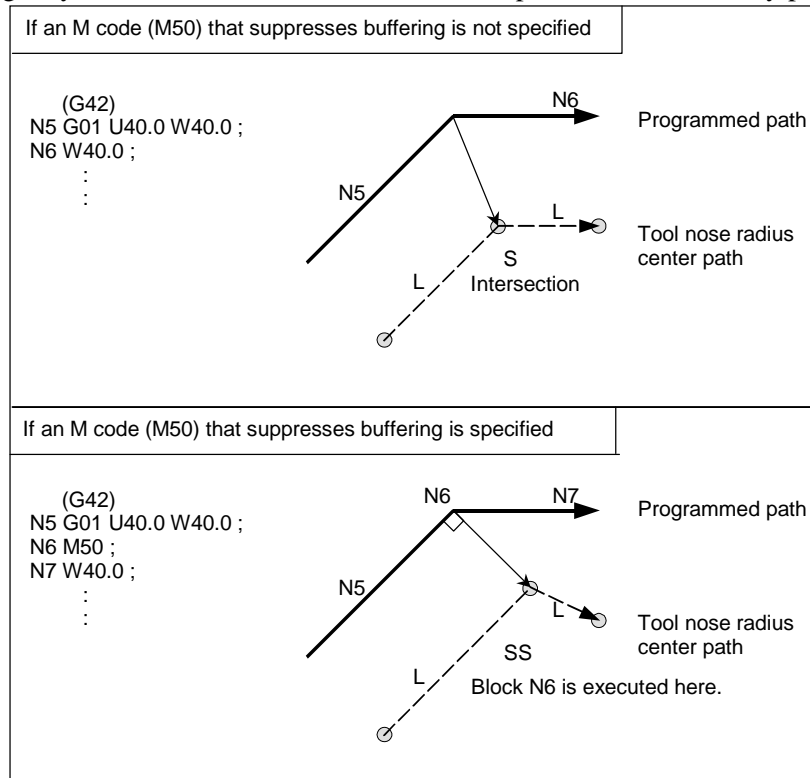 If an M code (M50) that suppresses buffering is not specified
(G42)
N5 G01 U40.0 W40.0 ;
N6 W40.0 ;
:
:
N6
Programmed path
N5
L
Tool nose radius
center path
S
Intersection
L
If an M code (M50) that suppresses buffering is specified
(G42)
N5 G01 U40.0 W40.0 ;
N6 M50 ;
N7 W40.0 ;
:
:
N6
N7
Programmed path
N5
L
Tool nose radius
center path
SS
L
Block N6 is executed here.